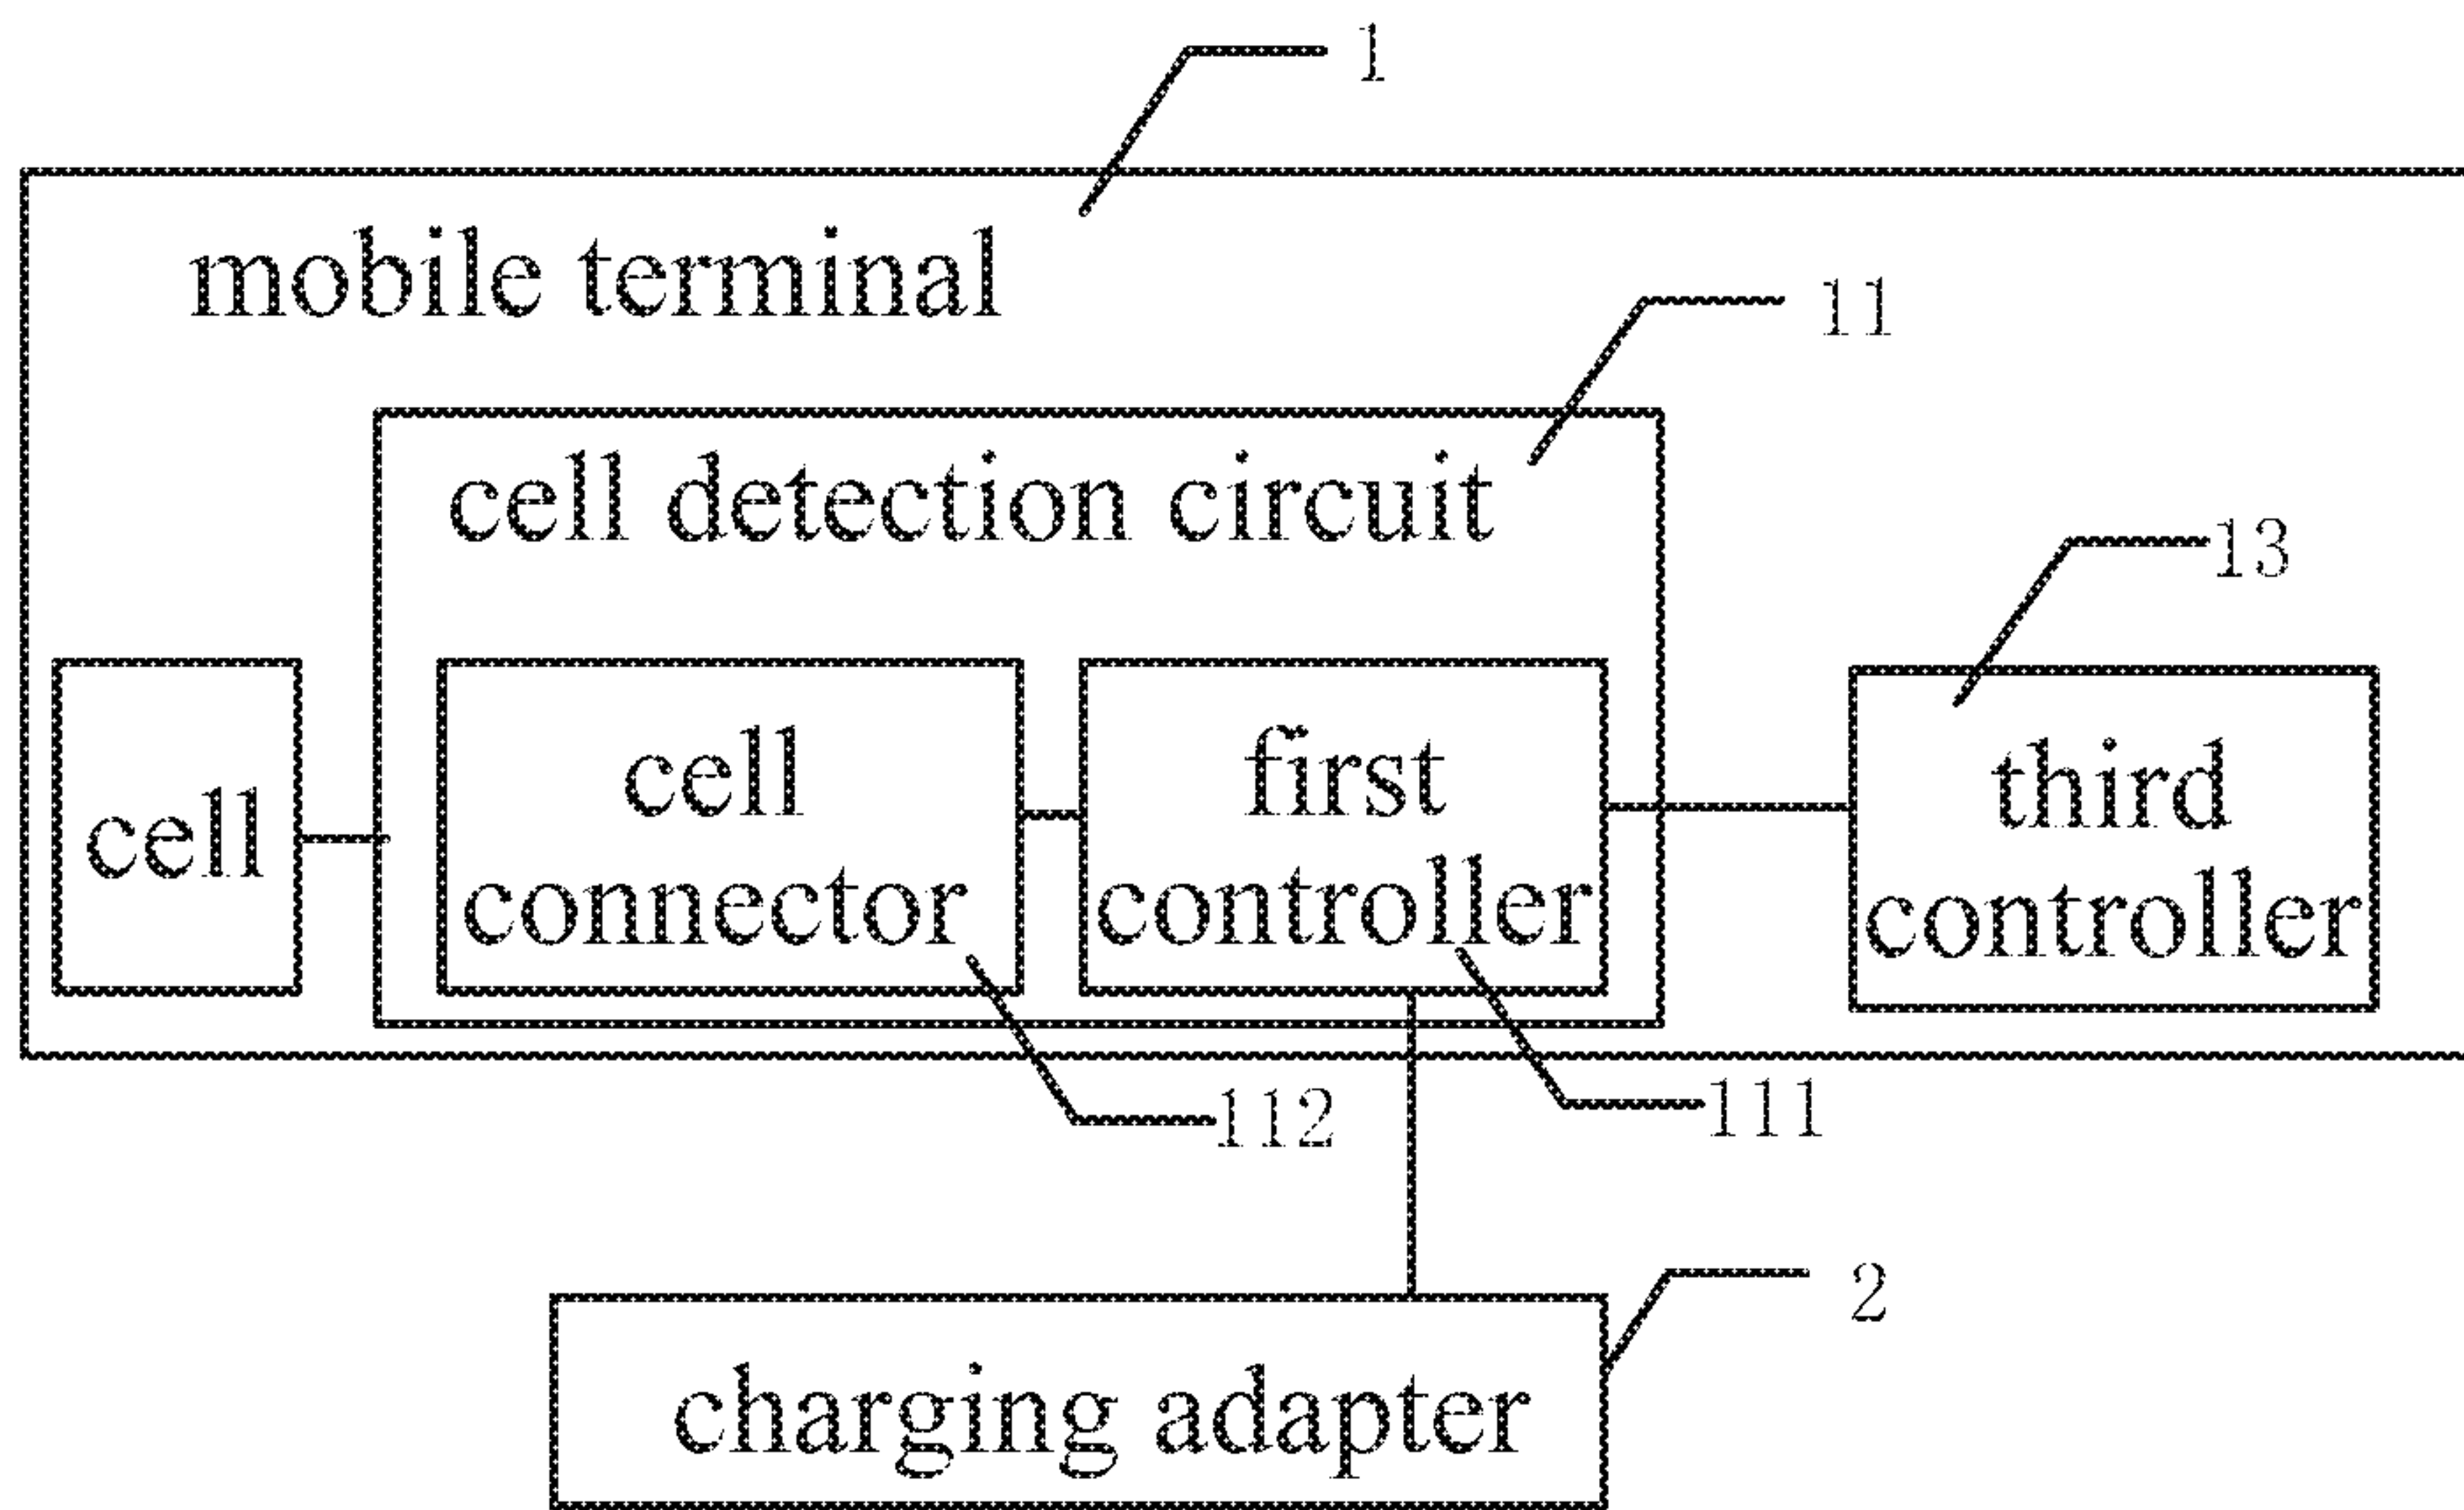 1
mobile terminal
11
cell detection circuit
13
cell
cell
connector
first
controller
third
controller
112
111
2
charging adapter